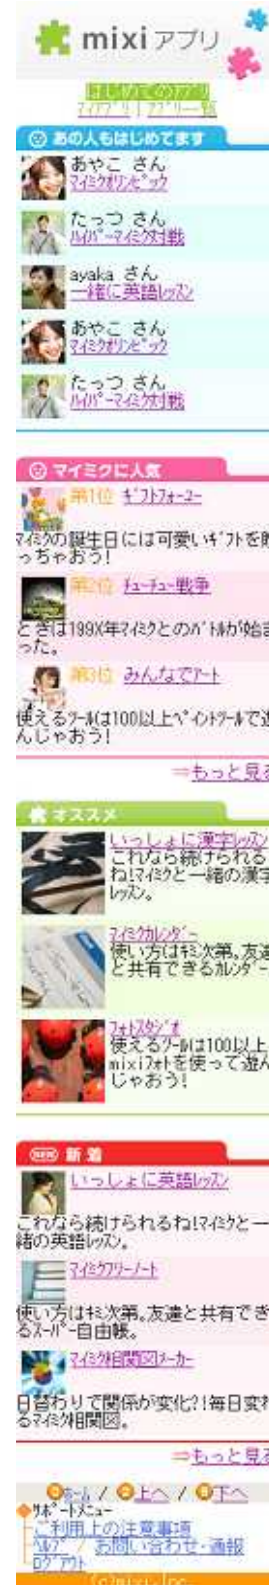 mixiアプリ
はじめてのアプリ
マイアプリ | アプリ一覧
あの人もはじめてます
あやこ さん
マイミクオリンピック
たっつ さん
ハイパーマイミク対戦
ayaka さん
一緒に英語レッスン
あやこ さん
マイミクオリンピック
たっつ さん
ハイパーマイミク対戦
マイミクに人気
第1位 ギフトフォーユー
マイミクの誕生日には可愛いギフトを贈
っちゃおう!
第2位 チューチュー戦争
ときは199X年マイミクとのバトルが始ま
った。
第3位 みんなでアート
使えるツールは100以上ペイントツールで遊
んじゃおう!
⇒もっと見る
オススメ
いっしょに漢字レッスン
これなら続けられる
ね!マイミクと一緒の漢字
レッスン。
マイミクカレンダー
使い方はキミ次第。友達
と共有できるカレンダー
フォトスタジオ
使えるツールは100以上
mixiフォトを使って遊ん
じゃおう!
NEW 新着
いっしょに英語レッスン
これなら続けられるね!マイミクと一
緒の英語レッスン。
マイミクフリーノート
使い方はキミ次第。友達と共有でき
るスーパー自由帳。
マイミク相関図メーカー
日替わりで関係が変化?!毎日変わ
るマイミク相関図。
⇒もっと見る
ホーム / 上へ / 下へ
◆サポートメニュー
ご利用上の注意事項
ヘルプ / お問い合わせ・通報
ログアウト
(c)mixi,Inc.